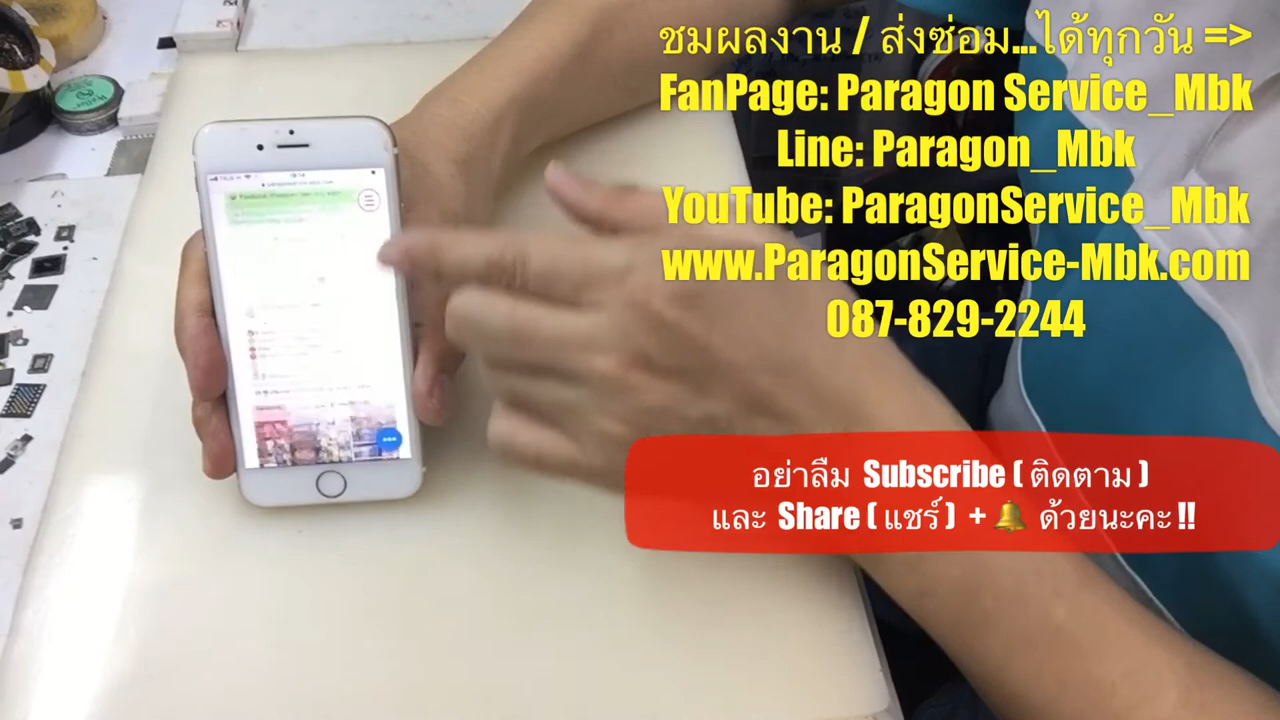 ชมผลงาน / ส่งซ่อม...ได้ทุกวัน =>
FanPage: Paragon Service_Mbk
Line: Paragon_Mbk
YouTube: ParagonService_Mbk
www.ParagonService-Mbk.com
087-829-2244
อย่าลืม Subscribe ( ติดตาม )
และ Share ( แชร์ ) + 🔔 ด้วยนะคะ !!